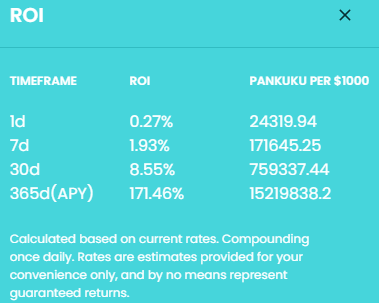 ROI
TIMEFRAME ROI PANKUKU PER $1000
1d 0.27% 24319.94
7d 1.93% 171645.25
30d 8.55% 759337.44
365d(APY) 171.46% 15219838.2
Calculated based on current rates. Compounding
once daily. Rates are estimates provided for your
convenience only, and by no means represent
guaranteed returns.